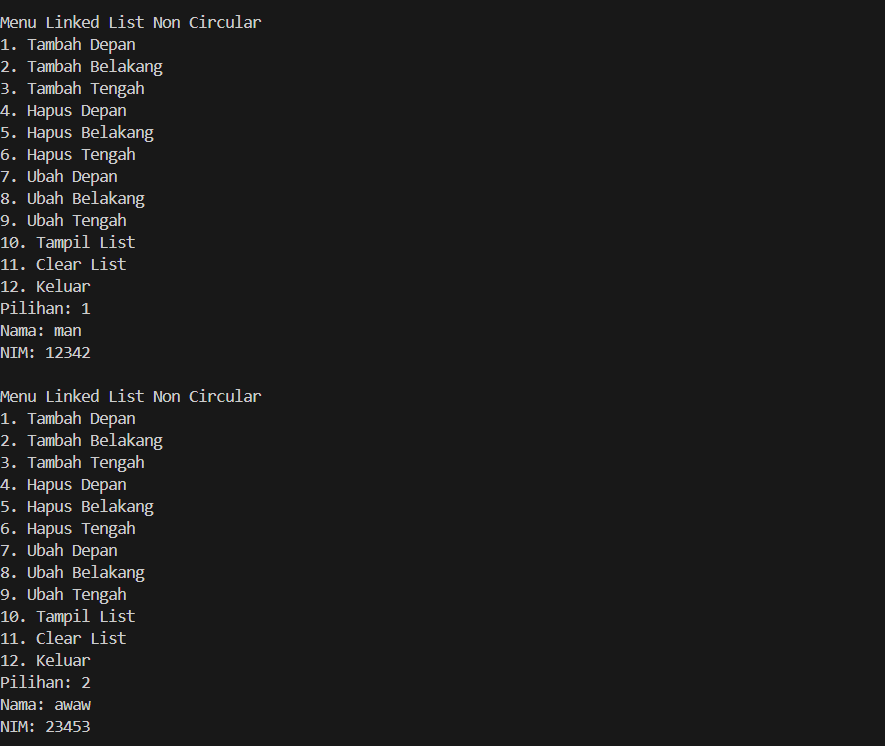 Menu Linked List Non Circular
1. Tambah Depan
2. Tambah Belakang
3. Tambah Tengah
4. Hapus Depan
5. Hapus Belakang
6. Hapus Tengah
7. Ubah Depan
8. Ubah Belakang
9. Ubah Tengah
10. Tampil List
11. Clear List
12. Keluar
Pilihan: 1
Nama: man
NIM: 12342

Menu Linked List Non Circular
1. Tambah Depan
2. Tambah Belakang
3. Tambah Tengah
4. Hapus Depan
5. Hapus Belakang
6. Hapus Tengah
7. Ubah Depan
8. Ubah Belakang
9. Ubah Tengah
10. Tampil List
11. Clear List
12. Keluar
Pilihan: 2
Nama: awaw
NIM: 23453